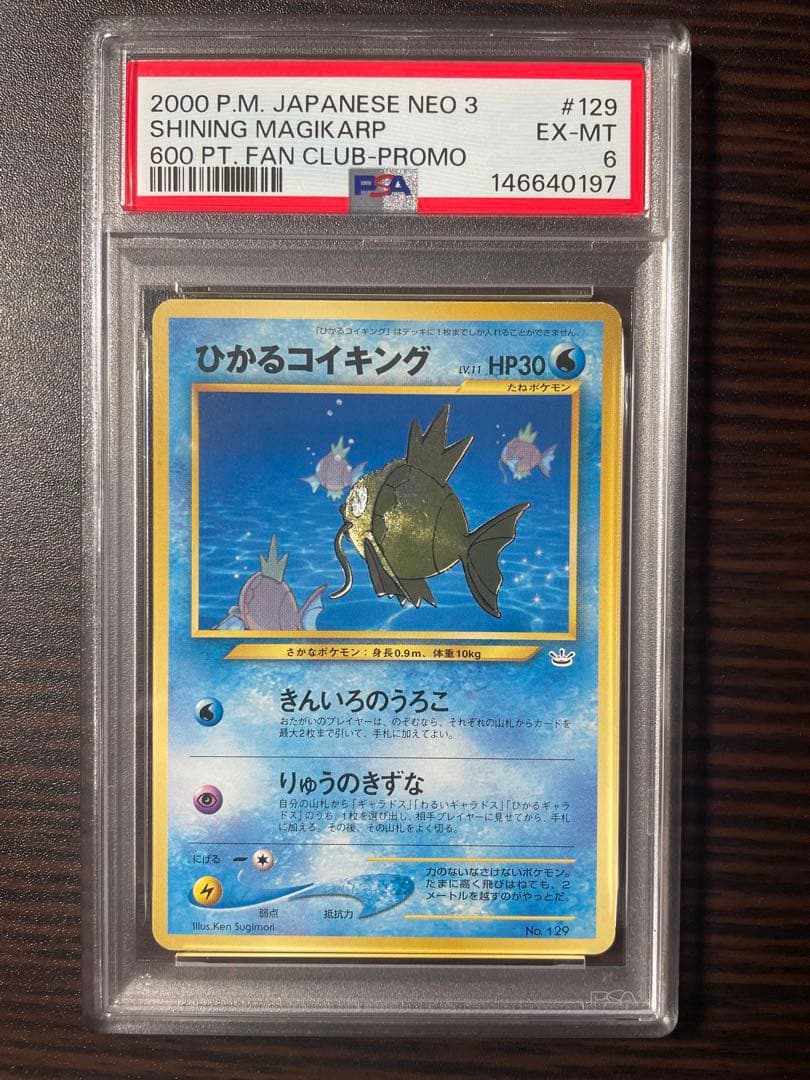 2000 P.M. JAPANESE NEO 3 #129
SHINING MAGIKARP EX-MT
600 PT. FAN CLUB-PROMO 6
PSA 146640197
「ひかるコイキング」はデッキに1枚までしか入れることができません。
ひかるコイキング LV.11 HP30
たねポケモン
さかなポケモン:身長0.9m、体重10kg
きんいろのうろこ
おたがいのプレイヤーは、のぞむなら、それぞれの山札からカードを
最大2枚まで引いて、手札に加えてよい。
りゅうのきずな
自分の山札から「ギャラドス」「わるいギャラドス」「ひかるギャラ
ドス」のうち、1枚を選び出し、相手プレイヤーに見せてから、手札
に加える。その後、その山札をよく切る。
にげる
力のないなさけないポケモン。
たまに高く飛びはねても、2
メートルを越すのがやっとだ。
弱点 抵抗力
Illus.Ken Sugimori No. 129
PSA